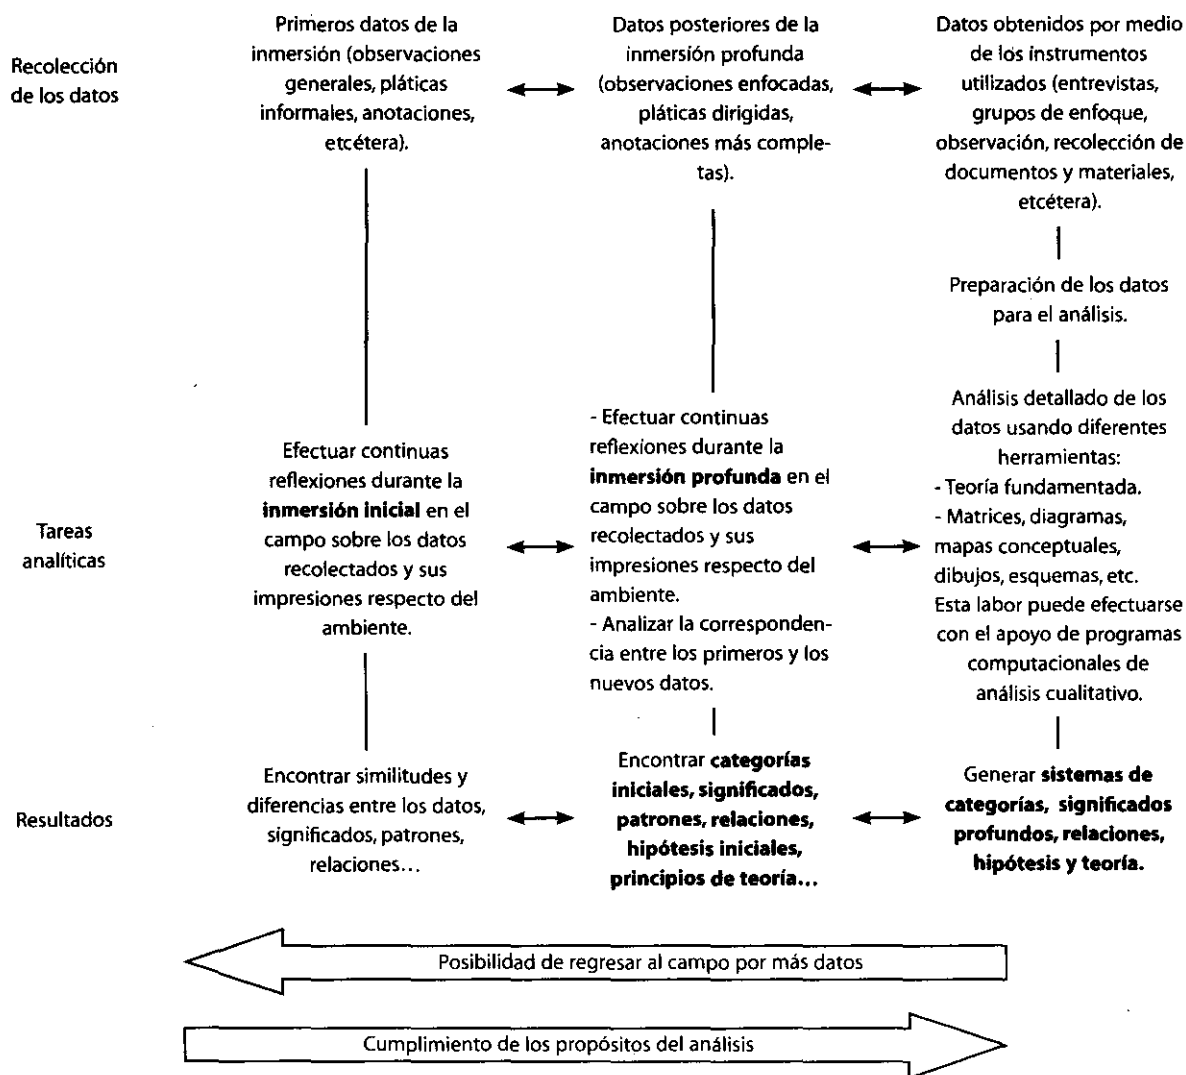 Recolección
de los datos
Primeros datos de la
inmersión (observaciones
generales, pláticas
informales, anotaciones,
etcétera).
Datos posteriores de la
inmersión profunda
(observaciones enfocadas,
pláticas dirigidas,
anotaciones más comple-
tas).
Datos obtenidos por medio
de los instrumentos
utilizados (entrevistas,
grupos de enfoque,
observación, recolección de
documentos y materiales,
etcétera).
Preparación de los datos
para el análisis.
Tareas
analíticas
Efectuar continuas
reflexiones durante la
inmersión inicial en el
campo sobre los datos
recolectados y sus
impresiones respecto del
ambiente.
- Efectuar continuas
reflexiones durante la
inmersión profunda en el
campo sobre los datos
recolectados y sus
impresiones respecto del
ambiente.
- Analizar la corresponden-
cia entre los primeros y los
nuevos datos.
Análisis detallado de los
datos usando diferentes
herramientas:
- Teoría fundamentada.
- Matrices, diagramas,
mapas conceptuales,
dibujos, esquemas, etc.
Esta labor puede efectuarse
con el apoyo de programas
computacionales de
análisis cualitativo.
Resultados
Encontrar similitudes y
diferencias entre los datos,
significados, patrones,
relaciones...
Encontrar categorías
iniciales, significados,
patrones, relaciones,
hipótesis iniciales,
principios de teoría...
Generar sistemas de
categorías, significados
profundos, relaciones,
hipótesis y teoría.
Posibilidad de regresar al campo por más datos
Cumplimiento de los propósitos del análisis